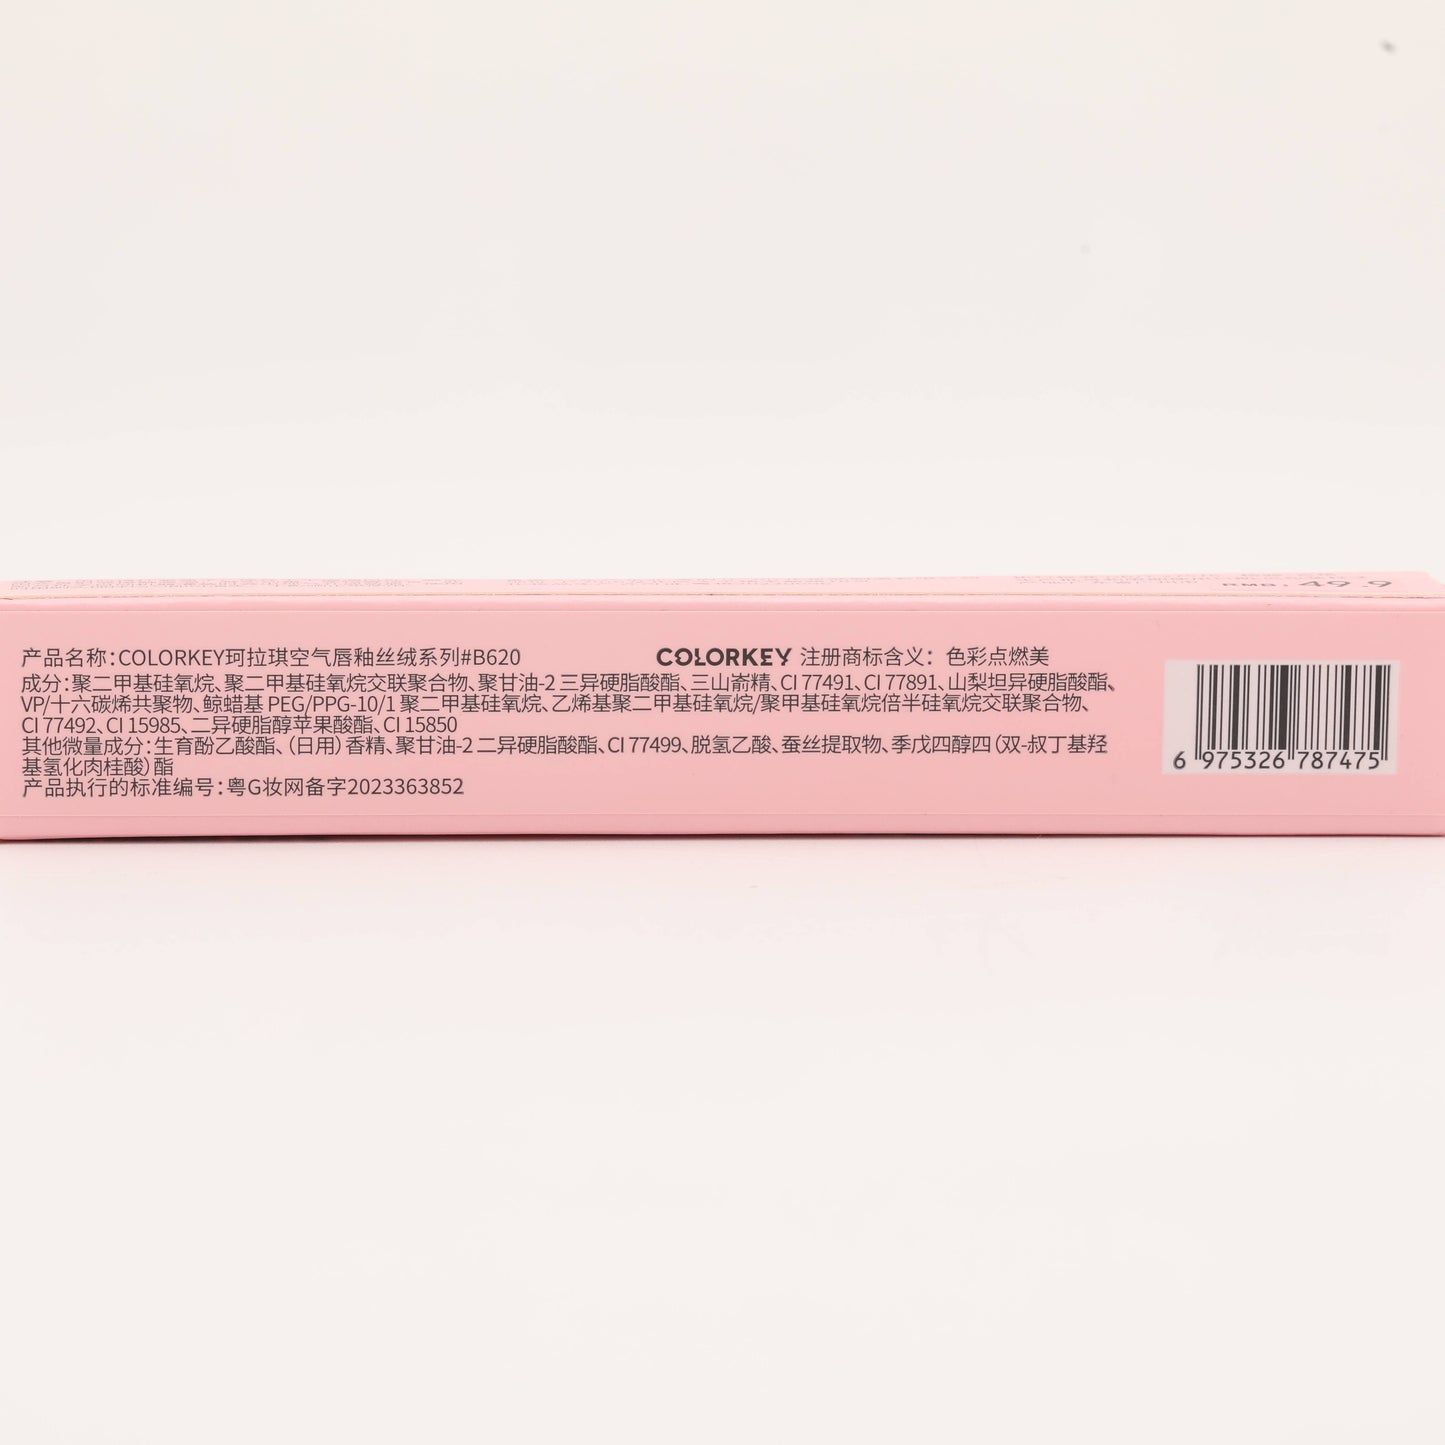 RMB: 49.9
产品名称：COLORKEY珂拉琪空气唇釉丝绒系列#B620
COLORKEY 注册商标含义：色彩点燃美
成分：聚二甲基硅氧烷、聚二甲基硅氧烷交联聚合物、聚甘油-2 三异硬脂酸酯、三山嵛精、CI 77491、CI 77891、山梨坦异硬脂酸酯、
VP/十六碳烯共聚物、鲸蜡基 PEG/PPG-10/1 聚二甲基硅氧烷、乙烯基聚二甲基硅氧烷/聚甲基硅氧烷倍半硅氧烷交联聚合物、
CI 77492、CI 15985、二异硬脂醇苹果酸酯、CI 15850
其他微量成分：生育酚乙酸酯、（日用）香精、聚甘油-2 二异硬脂酸酯、CI 77499、脱氢乙酸、蚕丝提取物、季戊四醇四（双-叔丁基羟
基氢化肉桂酸）酯
产品执行的标准编号：粤G妆网备字2023363852
6 975326 787475